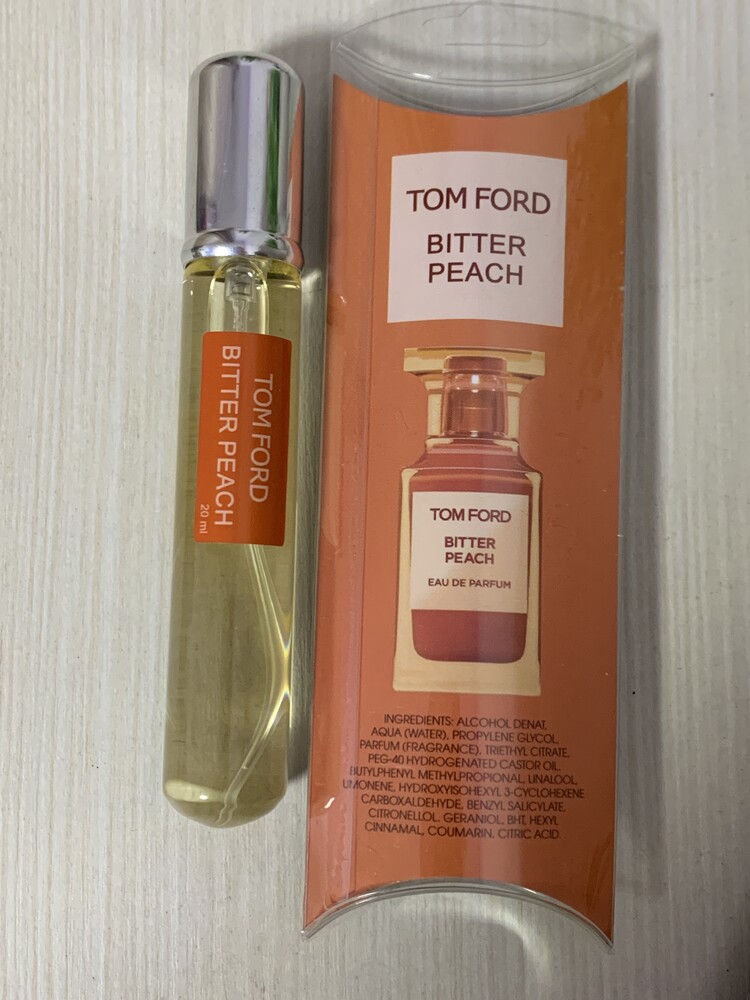 TOM FORD
BITTER PEACH
20 ml
TOM FORD
BITTER
PEACH
TOM FORD
BITTER
PEACH
EAU DE PARFUM
INGREDIENTS: ALCOHOL DENAT,
AQUA (WATER), PROPYLENE GLYCOL,
PARFUM (FRAGRANCE), TRIETHYL CITRATE,
PEG-40 HYDROGENATED CASTOR OIL,
BUTYLPHENYL METHYLPROPIONAL, LINALOOL,
LIMONENE, HYDROXYISOHEXYL 3-CYCLOHEXENE
CARBOXALDEHYDE, BENZYL SALICYLATE,
CITRONELLOL, GERANIOL, BHT, HEXYL
CINNAMAL, COUMARIN, CITRIC ACID.